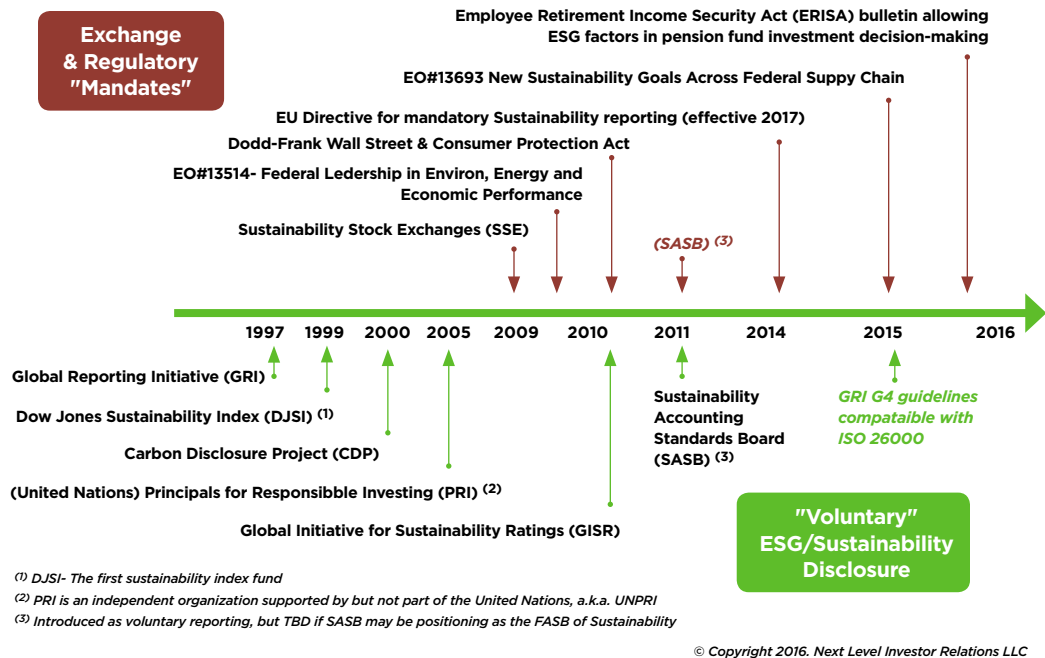 Exchange
& Regulatory
"Mandates"
Employee Retirement Income Security Act (ERISA) bulletin allowing
ESG factors in pension fund investment decision-making
EO#13693 New Sustainability Goals Across Federal Suppy Chain
EU Directive for mandatory Sustainability reporting (effective 2017)
Dodd-Frank Wall Street & Consumer Protection Act
EO#13514- Federal Ledership in Environ, Energy and
Economic Performance
Sustainability Stock Exchanges (SSE)
(SASB) (3)
1997 1999 2000 2005 2009 2010 2011 2014 2015 2016
Global Reporting Initiative (GRI)
Dow Jones Sustainability Index (DJSI) (1)
Carbon Disclosure Project (CDP)
(United Nations) Principals for Responsibble Investing (PRI) (2)
Global Initiative for Sustainability Ratings (GISR)
Sustainability
Accounting
Standards Board
(SASB) (3)
GRI G4 guidelines
compataible with
ISO 26000
"Voluntary"
ESG/Sustainability
Disclosure
(1) DJSI- The first sustainability index fund
(2) PRI is an independent organization supported by but not part of the United Nations, a.k.a. UNPRI
(3) Introduced as voluntary reporting, but TBD if SASB may be positioning as the FASB of Sustainability
© Copyright 2016. Next Level Investor Relations LLC